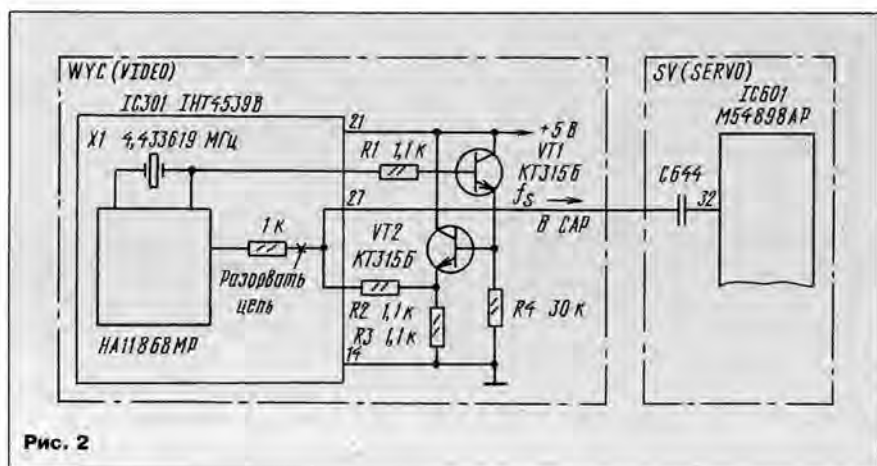 WYC (VIDEO)
IC301 IHT4539B
X1 4,433619 МГц
21
R1 1,1 к
+5 В
VT1
КТ315Б
27
fs
В САР
1 к
VT2
КТ315Б
Разорвать
цепь
R2 1,1 к
R3 1,1 к
R4 30 к
HA11868MP
14
SV (SERVO)
IC601
M54898AP
C644
32
Рис. 2